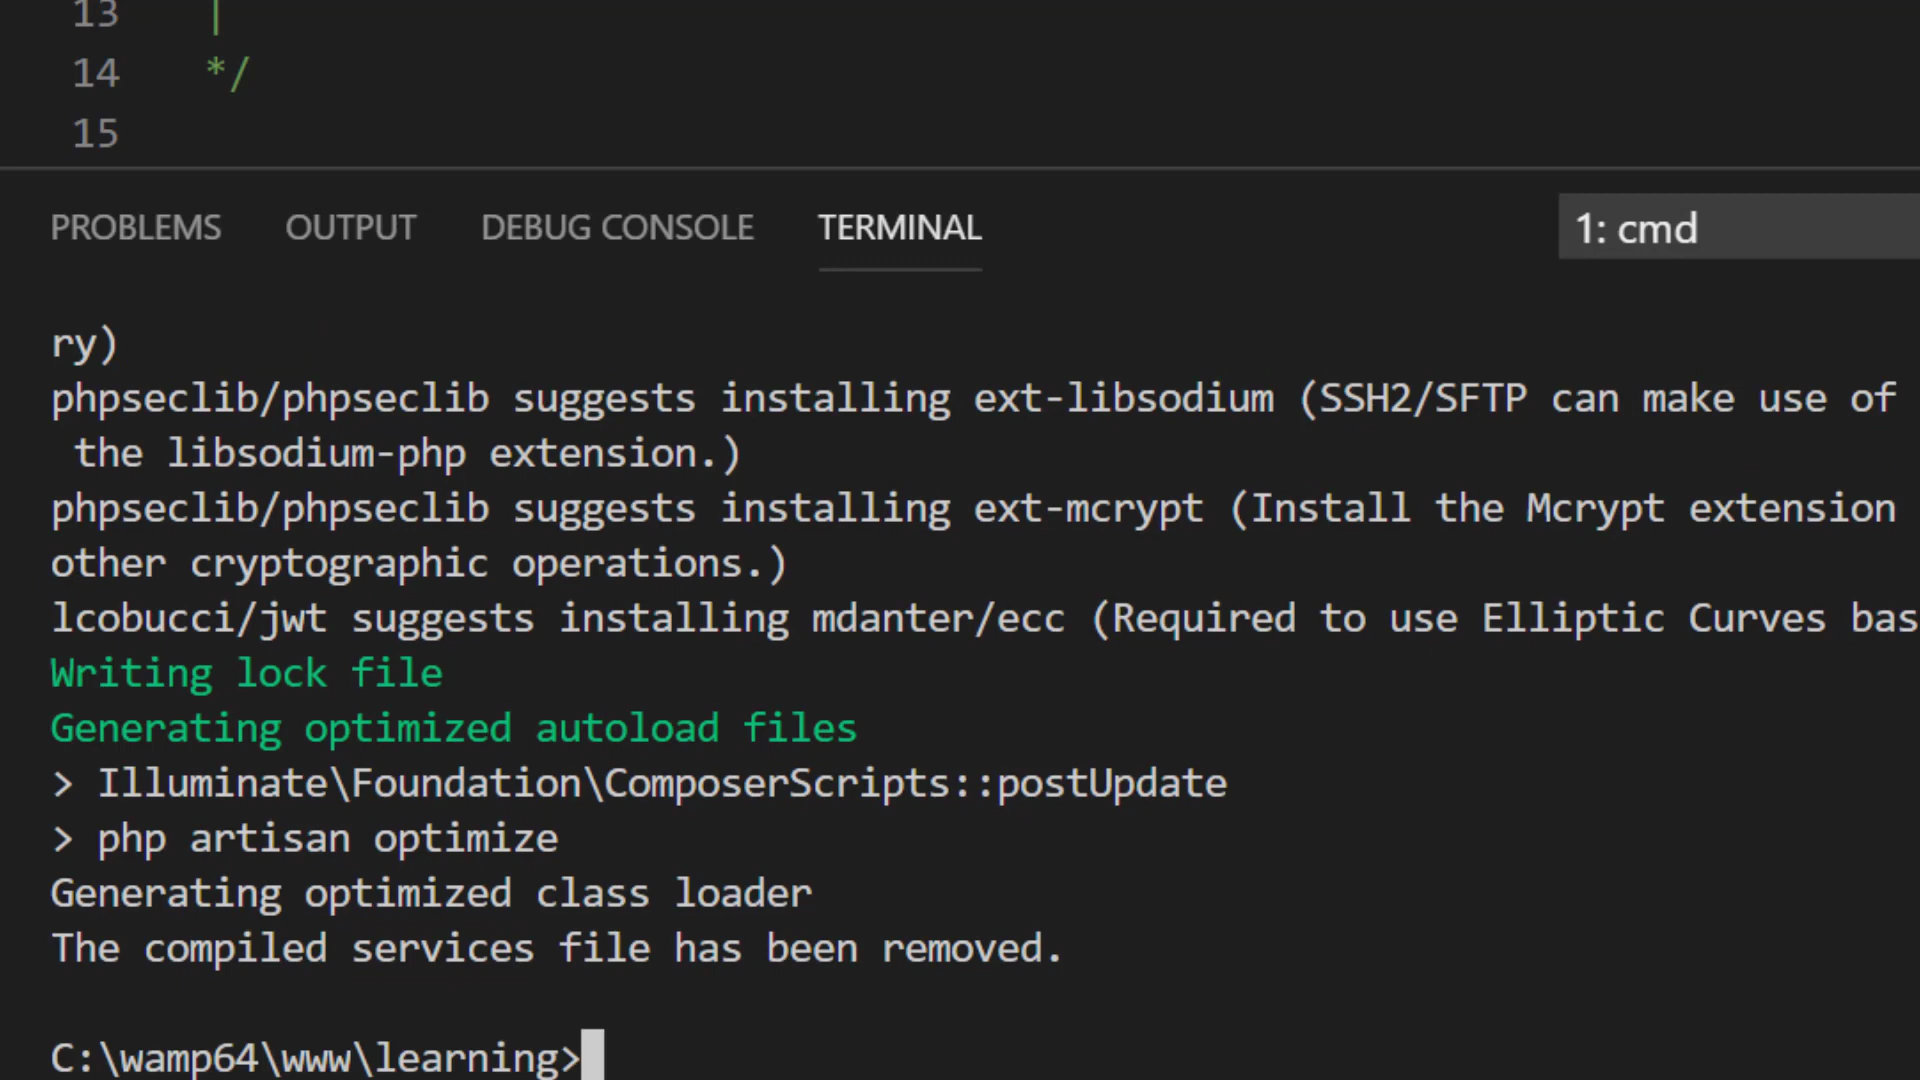 13 |
14 */
15
PROBLEMS OUTPUT DEBUG CONSOLE TERMINAL 1: cmd
ry)
phpseclib/phpseclib suggests installing ext-libsodium (SSH2/SFTP can make use of
the libsodium-php extension.)
phpseclib/phpseclib suggests installing ext-mcrypt (Install the Mcrypt extension
other cryptographic operations.)
lcobucci/jwt suggests installing mdanter/ecc (Required to use Elliptic Curves bas
Writing lock file
Generating optimized autoload files
> Illuminate\Foundation\ComposerScripts::postUpdate
> php artisan optimize
Generating optimized class loader
The compiled services file has been removed.
C:\wamp64\www\learning>